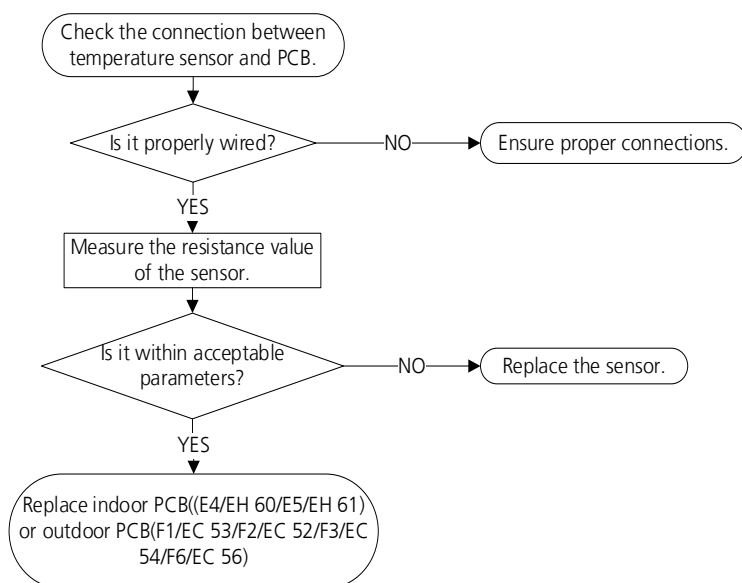 Check the connection between
temperature sensor and PCB.
Is it properly wired?
NO
Ensure proper connections.
YES
Measure the resistance value
of the sensor.
Is it within acceptable
parameters?
NO
Replace the sensor.
YES
Replace indoor PCB((E4/EH 60/E5/EH 61)
or outdoor PCB(F1/EC 53/F2/EC 52/F3/EC
54/F6/EC 56)